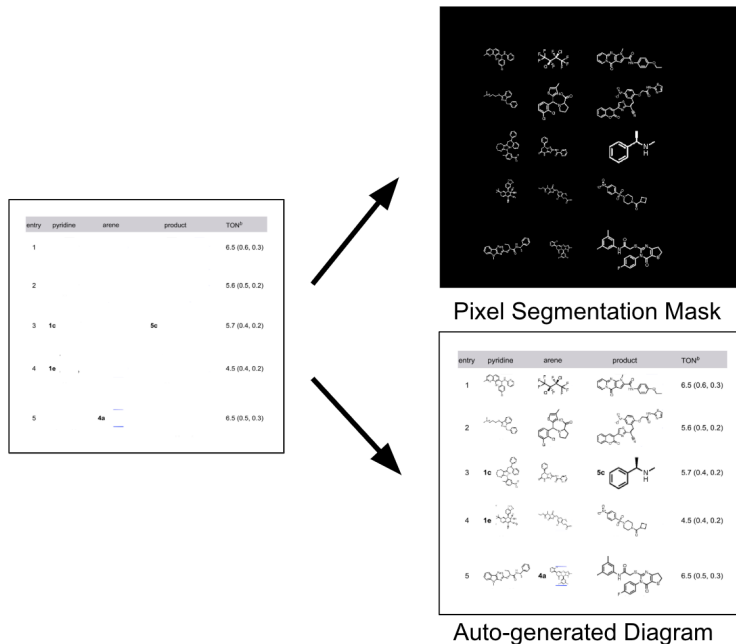 entry pyridine arene product TONᵇ
1 6.5 (0.6, 0.3)
2 5.6 (0.5, 0.2)
3 1c 5c 5.7 (0.4, 0.2)
4 1e 4.5 (0.4, 0.2)
5 4a 6.5 (0.5, 0.3)
Pixel Segmentation Mask
entry pyridine arene product TONᵇ
1 6.5 (0.6, 0.3)
2 5.6 (0.5, 0.2)
3 1c 5c 5.7 (0.4, 0.2)
4 1e 4.5 (0.4, 0.2)
5 4a 6.5 (0.5, 0.3)
Auto-generated Diagram